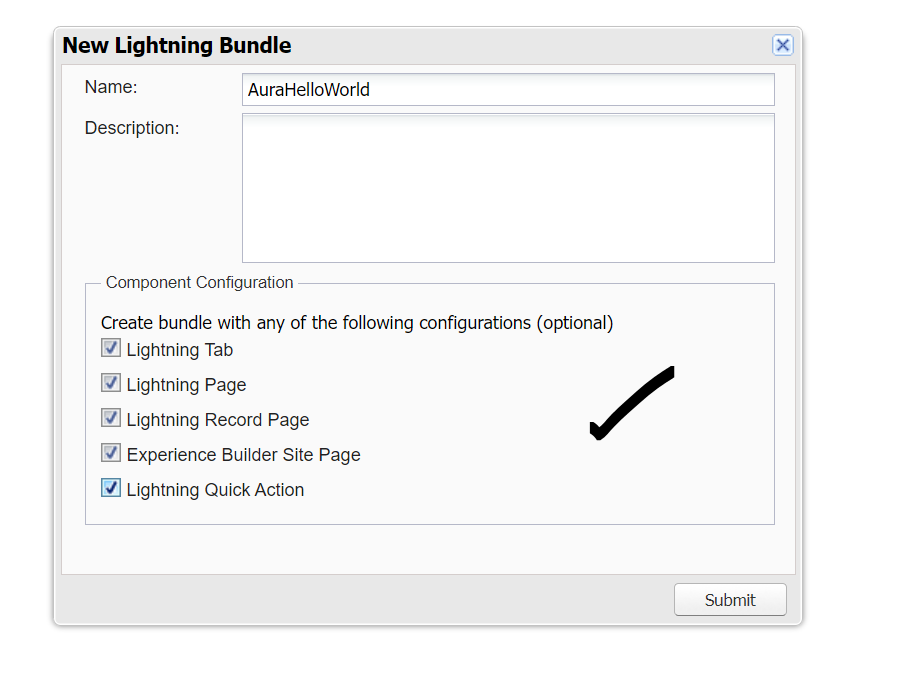 New Lightning Bundle
Name:
AuraHelloWorld
Description:
Component Configuration
Create bundle with any of the following configurations (optional)
Lightning Tab
Lightning Page
Lightning Record Page
Experience Builder Site Page
Lightning Quick Action
Submit